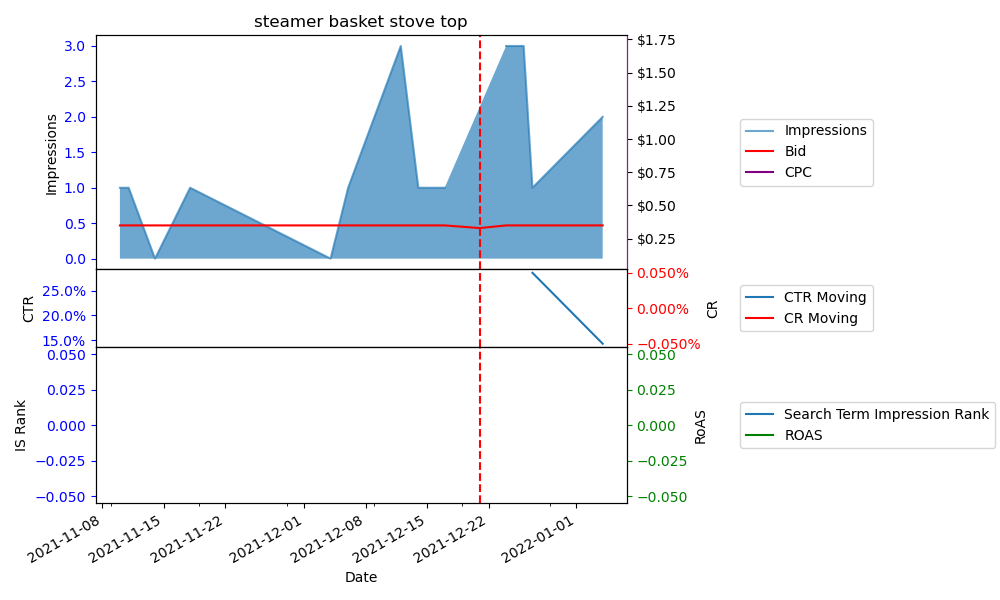 steamer basket stove top
3.0
2.5
2.0
1.5
1.0
0.5
0.0
Impressions
$1.75
$1.50
$1.25
$1.00
$0.75
$0.50
$0.25
Impressions
Bid
CPC
25.0%
20.0%
15.0%
CTR
0.050%
0.000%
−0.050%
CR
CTR Moving
CR Moving
0.050
0.025
0.000
−0.025
−0.050
IS Rank
0.050
0.025
0.000
−0.025
−0.050
RoAS
Search Term Impression Rank
ROAS
2021-11-08
2021-11-15
2021-11-22
2021-12-01
2021-12-08
2021-12-15
2021-12-22
2022-01-01
Date